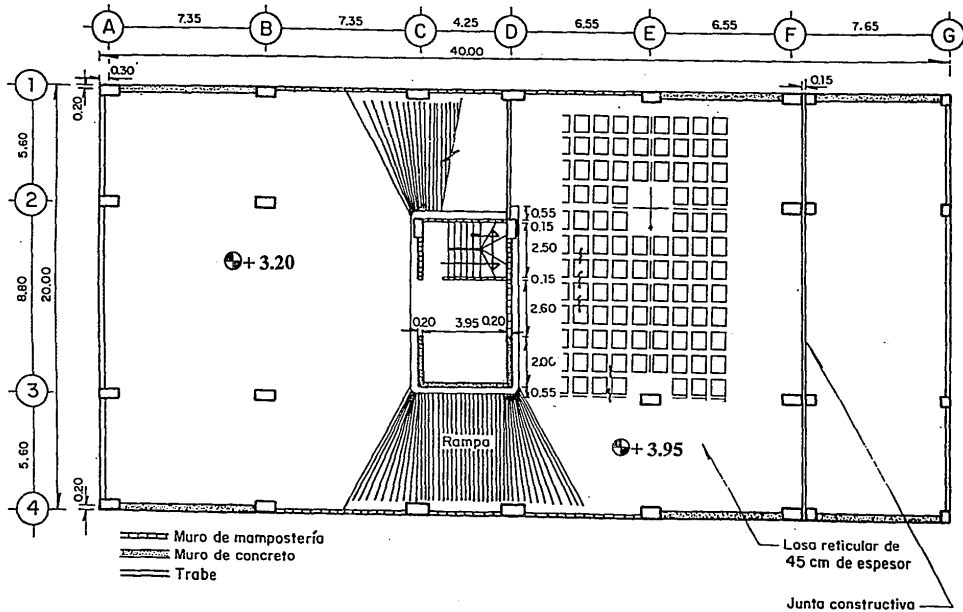 7.35 7.35 4.25 6.55 6.55 7.65
A B C D E F G
40.00
0.30
0.15
1
0.20
5.60
2
8.80
20.00
3
5.60
0.20
4
0.55
0.15
2.50
0.15
2.60
2.00
0.55
+ 3.20
0.20 3.95 0.20
Rampa
+ 3.95
Muro de mampostería
Muro de concreto
Trabe
Losa reticular de
45 cm de espesor
Junta constructiva